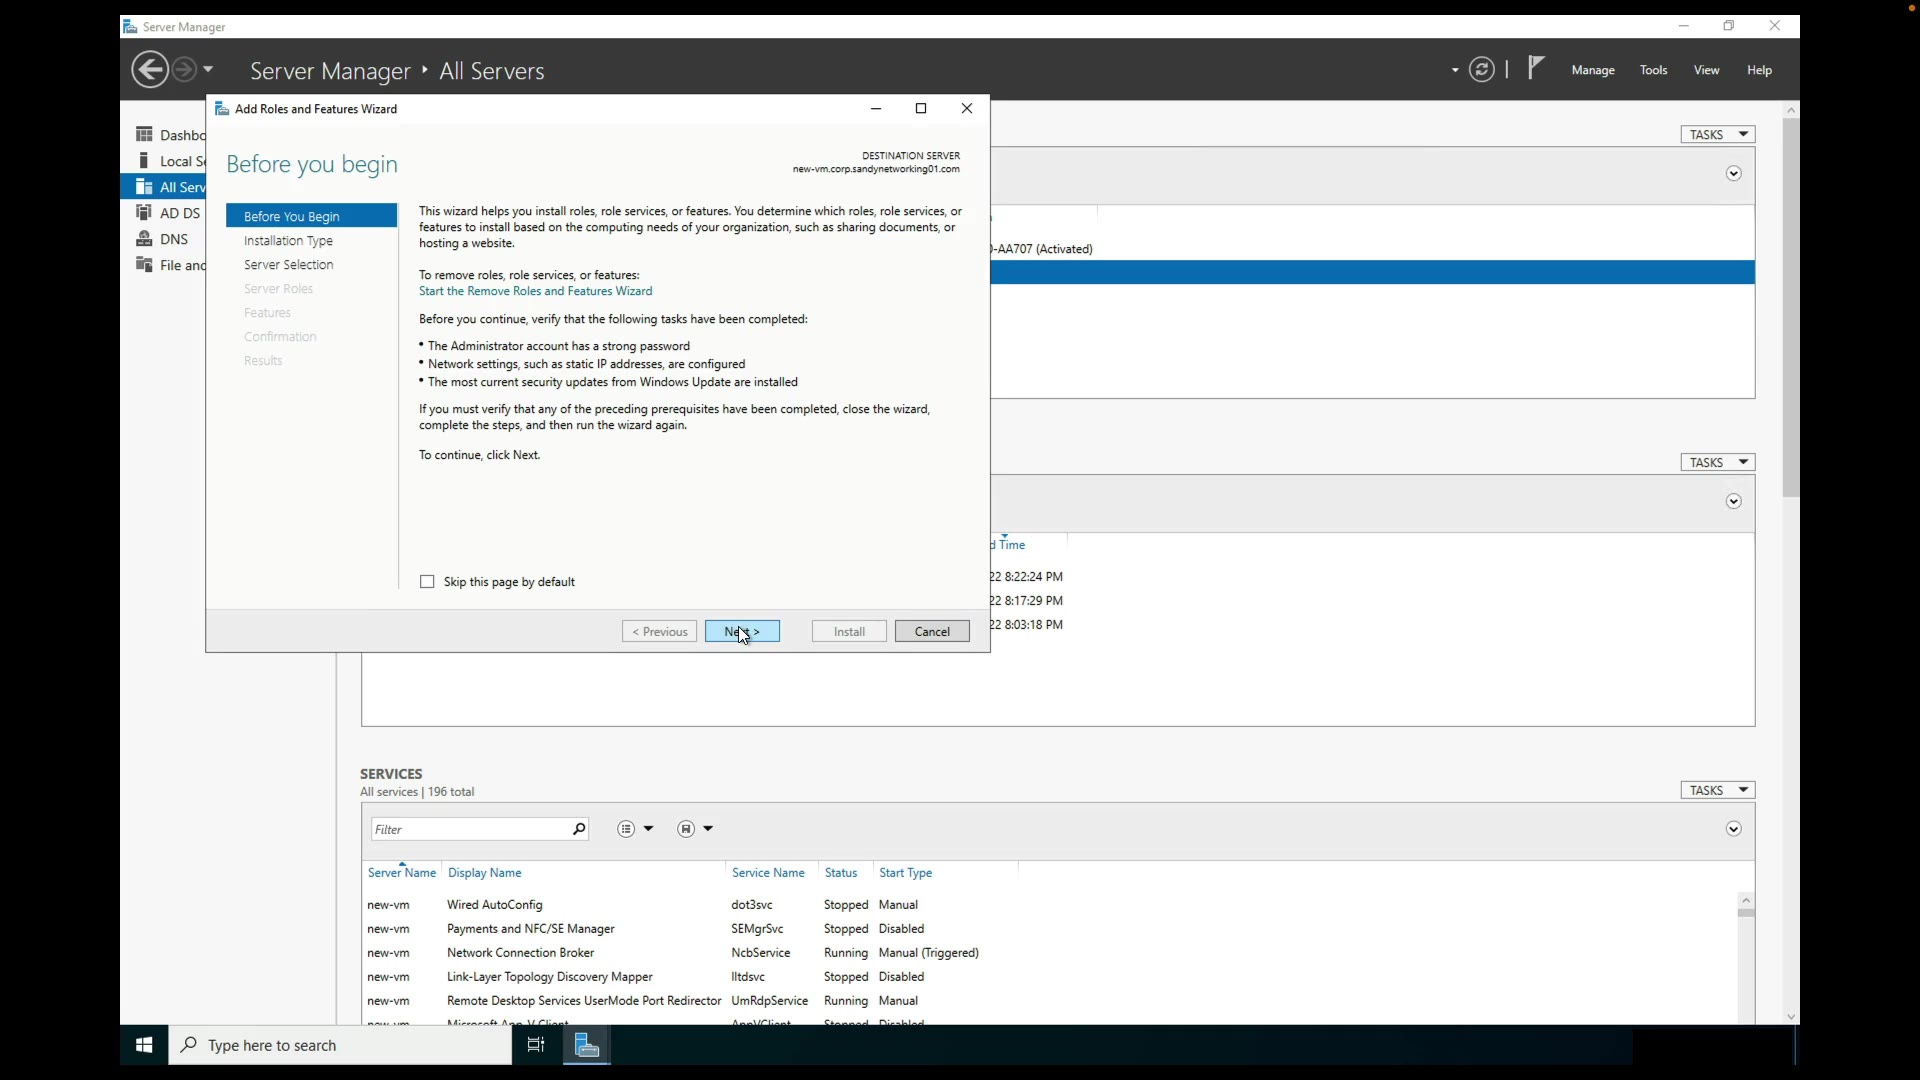 Server Manager
Server Manager ‣ All Servers
Manage Tools View Help
Add Roles and Features Wizard
Dashbo
Local Se
All Serv
AD DS
DNS
File and
TASKS
Before you begin
DESTINATION SERVER
new-vm.corp.sandynetworking01.com
Before You Begin
Installation Type
Server Selection
Server Roles
Features
Confirmation
Results
This wizard helps you install roles, role services, or features. You determine which roles, role services, or
features to install based on the computing needs of your organization, such as sharing documents, or
hosting a website.
To remove roles, role services, or features:
Start the Remove Roles and Features Wizard
Before you continue, verify that the following tasks have been completed:
• The Administrator account has a strong password
• Network settings, such as static IP addresses, are configured
• The most current security updates from Windows Update are installed
If you must verify that any of the preceding prerequisites have been completed, close the wizard,
complete the steps, and then run the wizard again.
To continue, click Next.
Skip this page by default
< Previous Next > Install Cancel
-AA707 (Activated)
TASKS
d Time
22 8:22:24 PM
22 8:17:29 PM
22 8:03:18 PM
SERVICES
All services | 196 total
TASKS
Filter
Server Name Display Name Service Name Status Start Type
new-vm Wired AutoConfig dot3svc Stopped Manual
new-vm Payments and NFC/SE Manager SEMgrSvc Stopped Disabled
new-vm Network Connection Broker NcbService Running Manual (Triggered)
new-vm Link-Layer Topology Discovery Mapper lltdsvc Stopped Disabled
new-vm Remote Desktop Services UserMode Port Redirector UmRdpService Running Manual
new-vm Microsoft App-V Client AppVClient Stopped Disabled
Type here to search